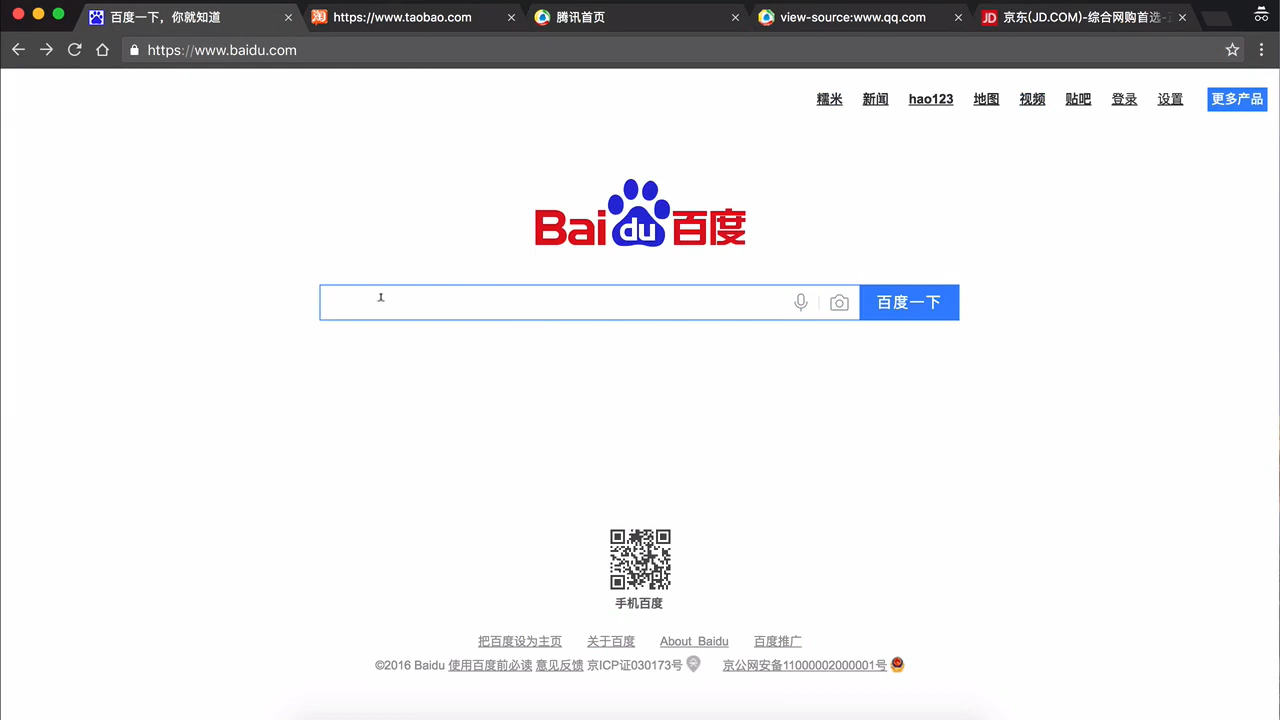 百度一下，你就知道
https://www.taobao.com
腾讯首页
view-source:www.qq.com
京东(JD.COM)-综合网购首选-
https://www.baidu.com
糯米 新闻 hao123 地图 视频 贴吧 登录 设置 更多产品
Bai du 百度
百度一下
手机百度
把百度设为主页 关于百度 About Baidu 百度推广
©2016 Baidu 使用百度前必读 意见反馈 京ICP证030173号 京公网安备11000002000001号